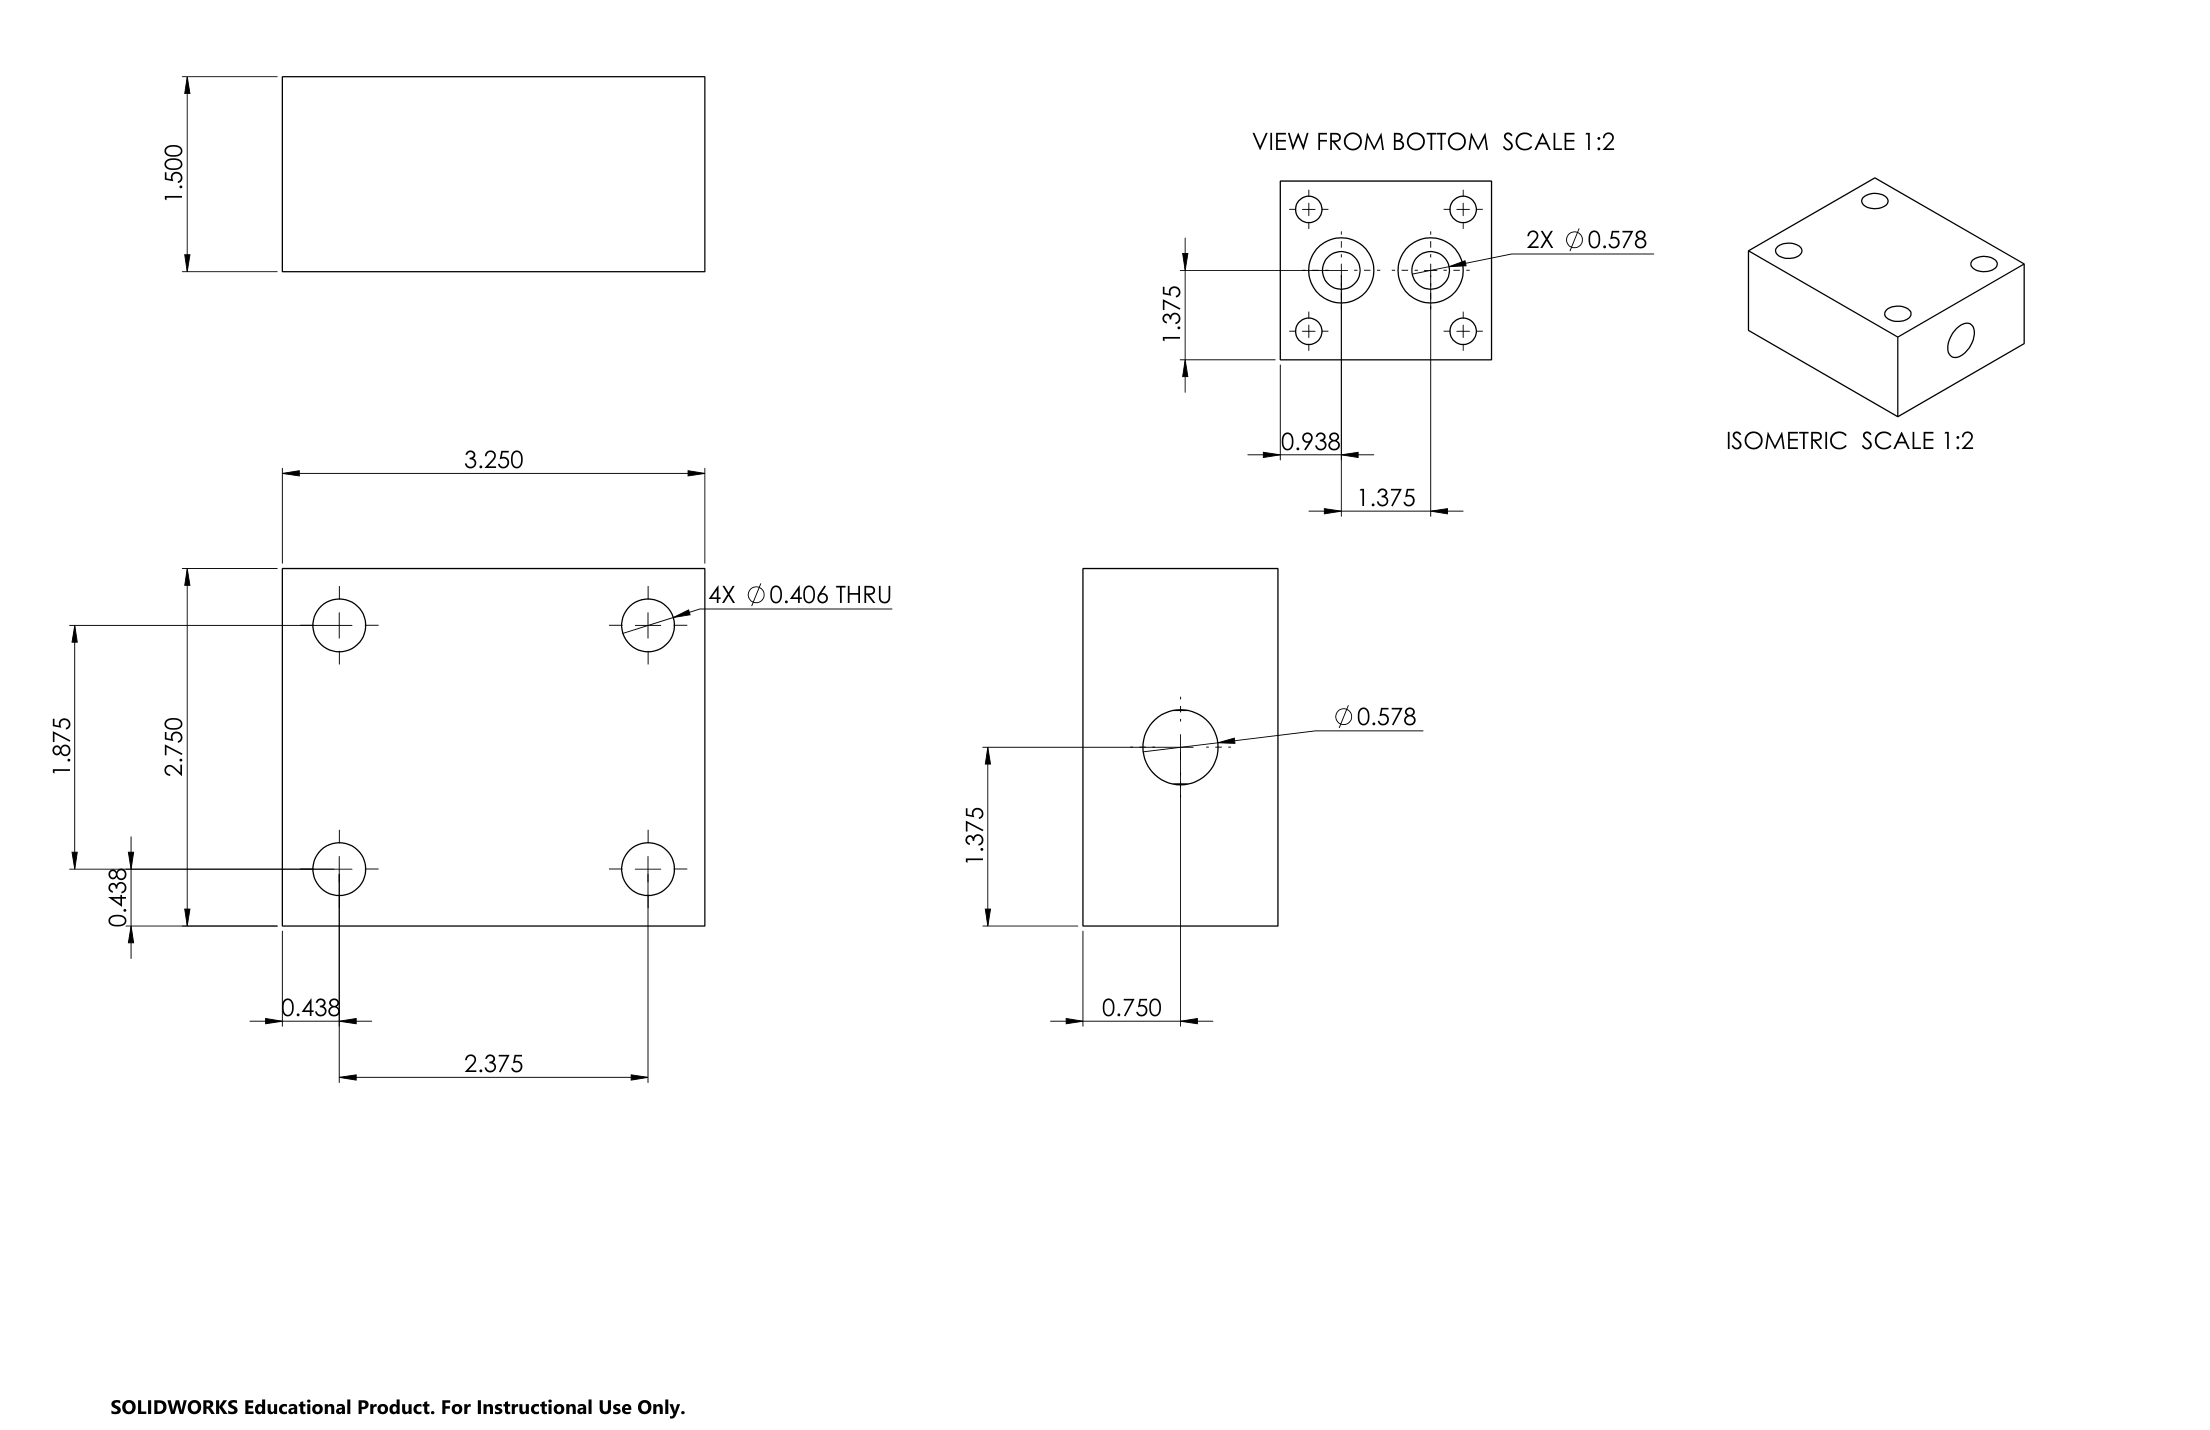 1.500
VIEW FROM BOTTOM  SCALE 1:2
2X ∅0.578
1.375
0.938
1.375
ISOMETRIC  SCALE 1:2
3.250
4X ∅0.406 THRU
1.875
2.750
0.438
0.438
2.375
∅0.578
1.375
0.750
SOLIDWORKS Educational Product. For Instructional Use Only.